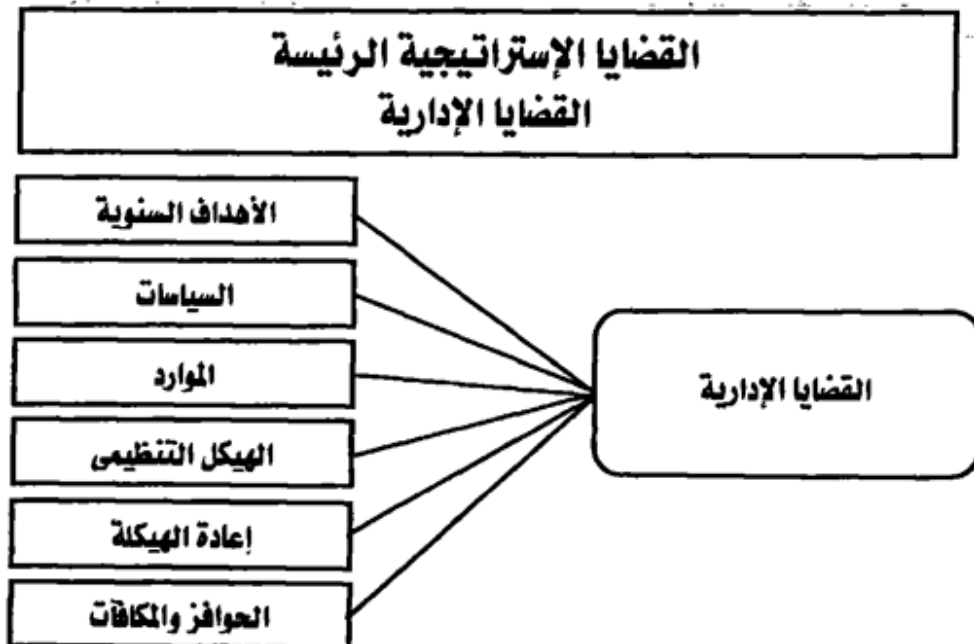 القضايا الإستراتيجية الرئيسة
القضايا الإدارية
القضايا الإدارية
الأهداف السنوية
السياسات
الموارد
الهيكل التنظيمى
إعادة الهيكلة
الحوافز والمكافآت